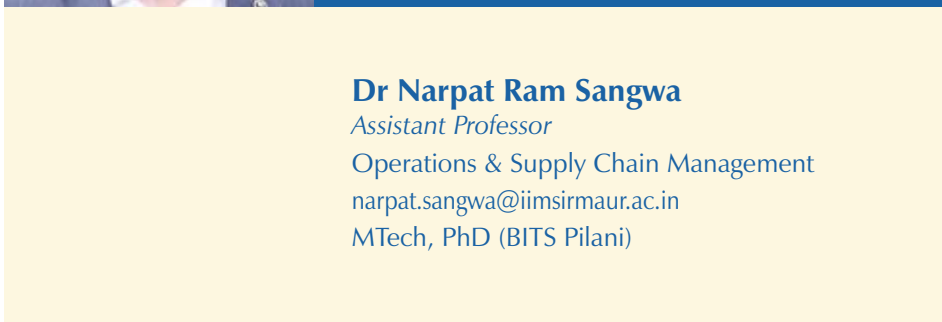 Dr Narpat Ram Sangwa
Assistant Professor
Operations & Supply Chain Management
narpat.sangwa@iimsirmaur.ac.in
MTech, PhD (BITS Pilani)